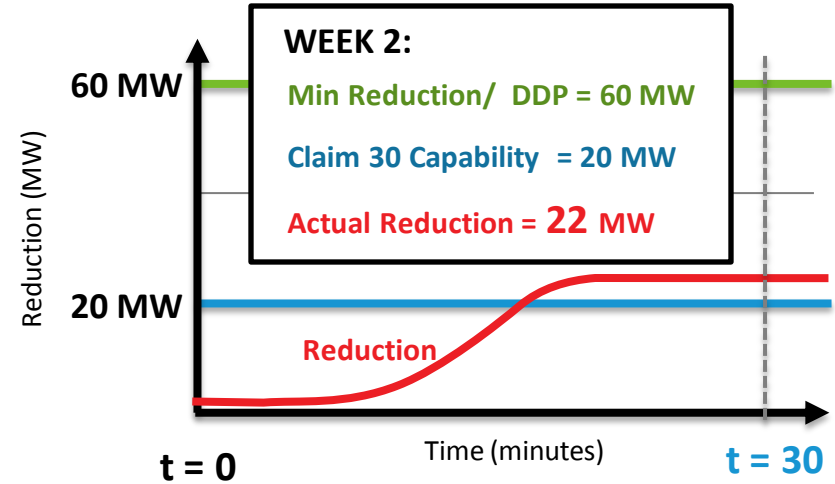 WEEK 2:
Min Reduction/ DDP = 60 MW
Claim 30 Capability = 20 MW
Actual Reduction = 22 MW
60 MW
20 MW
Reduction (MW)
Reduction
Time (minutes)
t = 0
t = 30